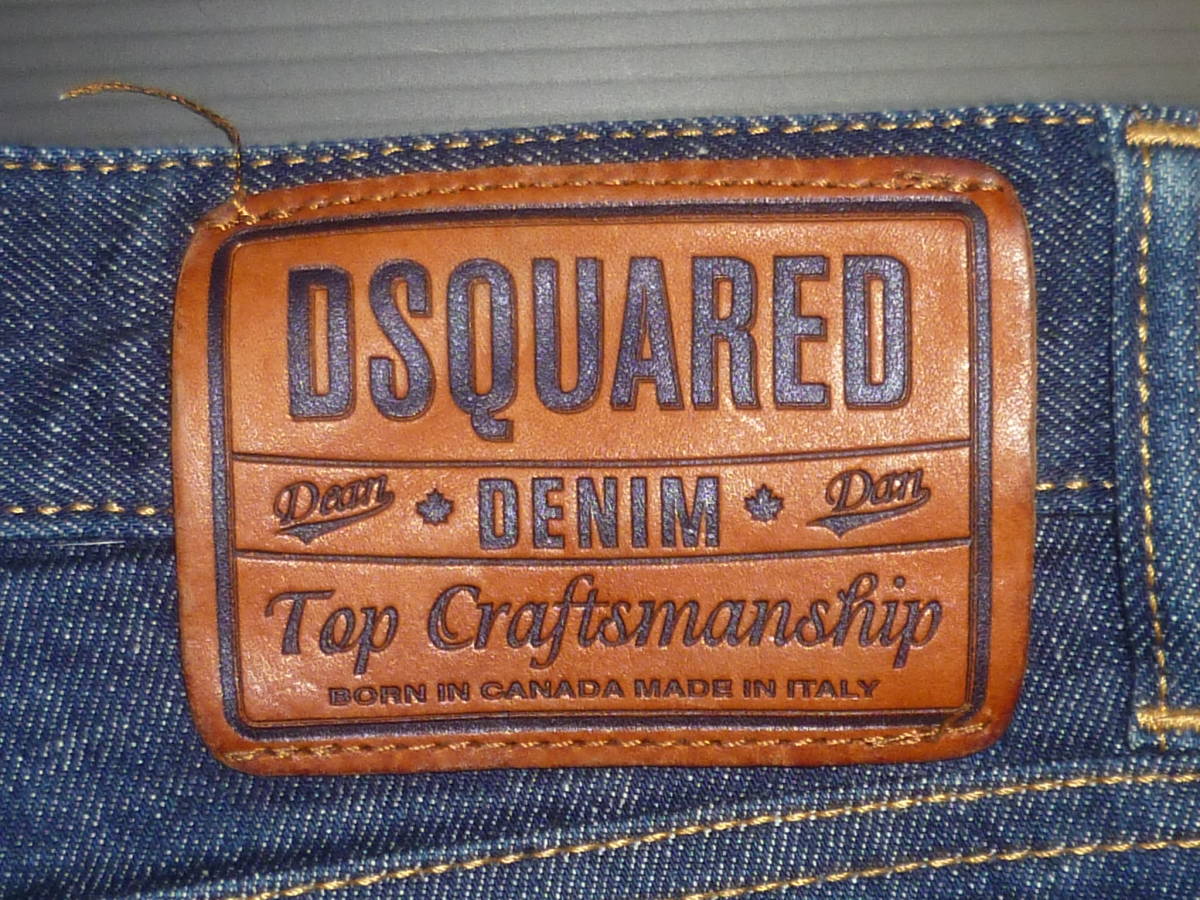 DSQUARED
Dean DENIM Dan
Top Craftsmanship
BORN IN CANADA MADE IN ITALY